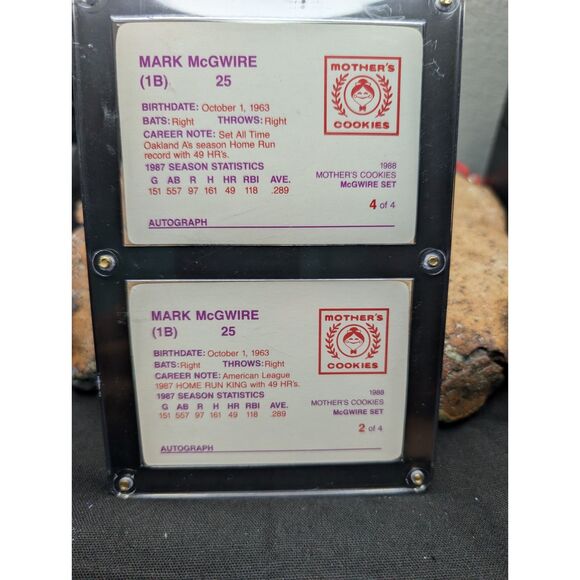 MARK McGWIRE
(1B) 25
MOTHER'S
COOKIES
BIRTHDATE: October 1, 1963
BATS: Right THROWS: Right
CAREER NOTE: Set All Time
Oakland A's season Home Run
record with 49 HR's.
1987 SEASON STATISTICS
G AB R H HR RBI AVE.
151 557 97 161 49 118 .289
1988
MOTHER'S COOKIES
McGWIRE SET
4 of 4
AUTOGRAPH
MARK McGWIRE
(1B) 25
MOTHER'S
COOKIES
BIRTHDATE: October 1, 1963
BATS: Right THROWS: Right
CAREER NOTE: American League
1987 HOME RUN KING with 49 HR's.
1987 SEASON STATISTICS
G AB R H HR RBI AVE.
151 557 97 161 49 118 .289
1988
MOTHER'S COOKIES
McGWIRE SET
2 of 4
AUTOGRAPH